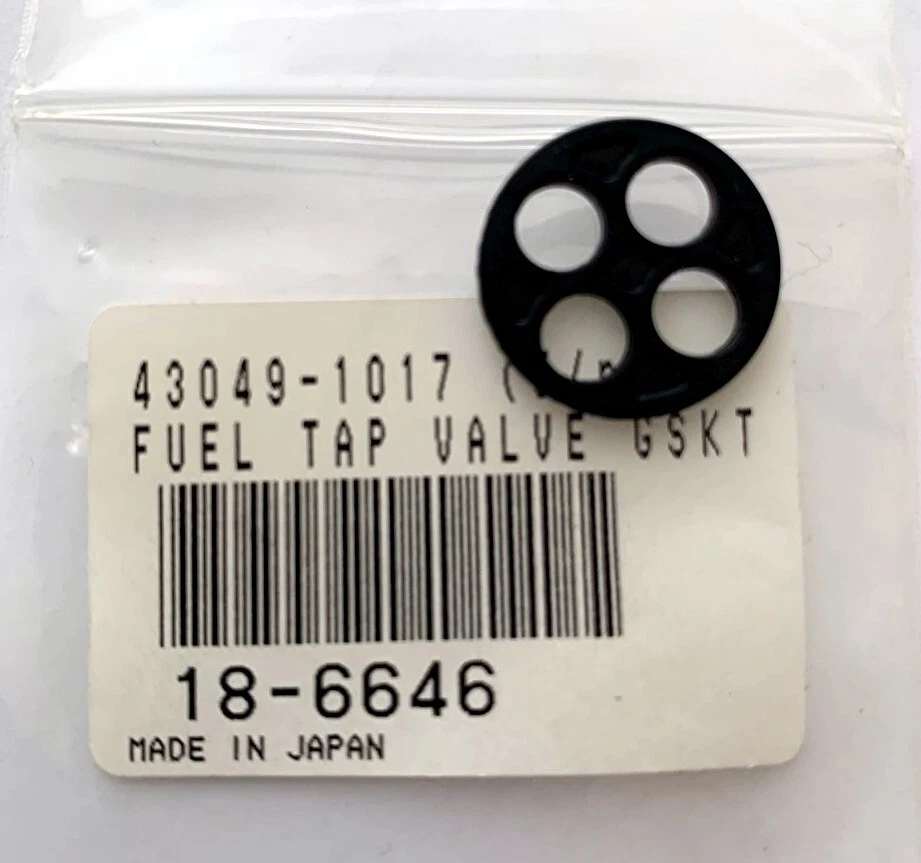 43049-1017
FUEL TAP VALVE GSKT
18-6646
MADE IN JAPAN